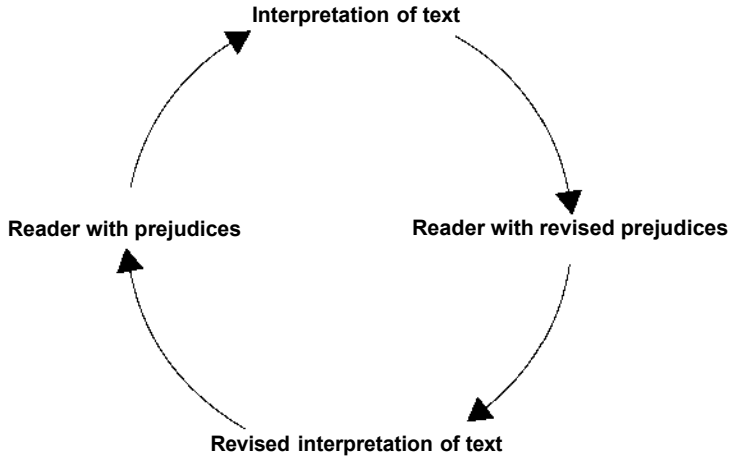 Interpretation of text
Reader with prejudices
Reader with revised prejudices
Revised interpretation of text